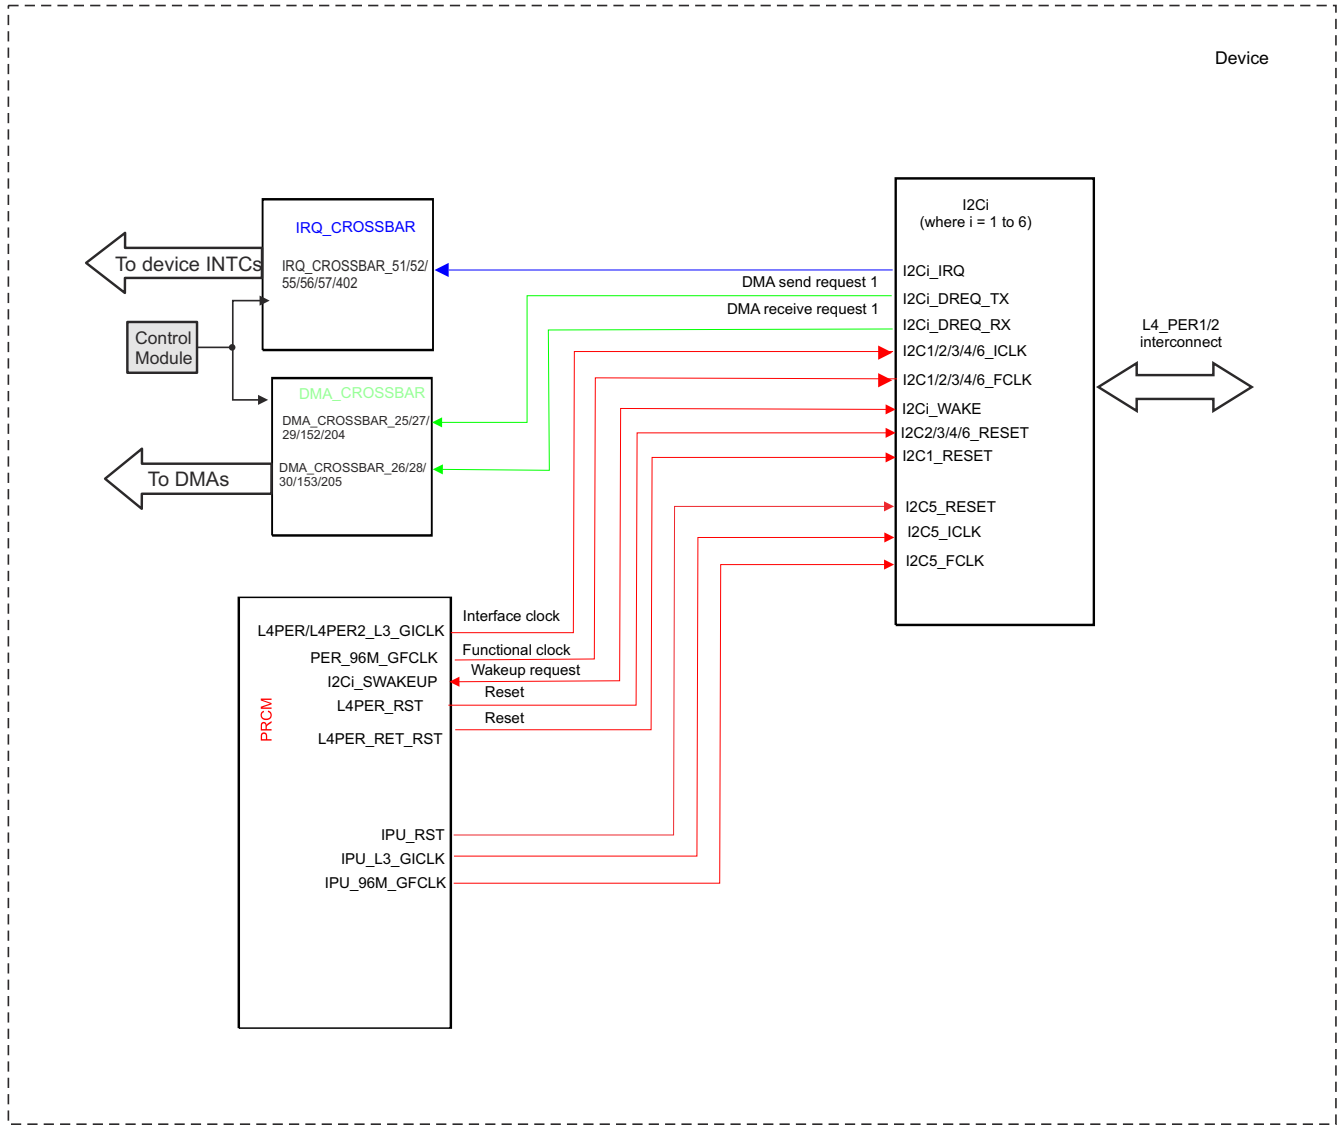 Device
IRQ_CROSSBAR
IRQ_CROSSBAR_51/52/
55/56/57/402
To device INTCs
Control
Module
DMA_CROSSBAR
DMA_CROSSBAR_25/27/
29/152/204
DMA_CROSSBAR_26/28/
30/153/205
To DMAs
I2Ci
(where i = 1 to 6)
I2Ci_IRQ
DMA send request 1
I2Ci_DREQ_TX
DMA receive request 1
I2Ci_DREQ_RX
I2C1/2/3/4/6_ICLK
I2C1/2/3/4/6_FCLK
I2Ci_WAKE
I2C2/3/4/6_RESET
I2C1_RESET
I2C5_RESET
I2C5_ICLK
I2C5_FCLK
L4_PER1/2
interconnect
PRCM
L4PER/L4PER2_L3_GICLK
Interface clock
PER_96M_GFCLK
Functional clock
I2Ci_SWAKEUP
Wakeup request
L4PER_RST
Reset
L4PER_RET_RST
Reset
IPU_RST
IPU_L3_GICLK
IPU_96M_GFCLK